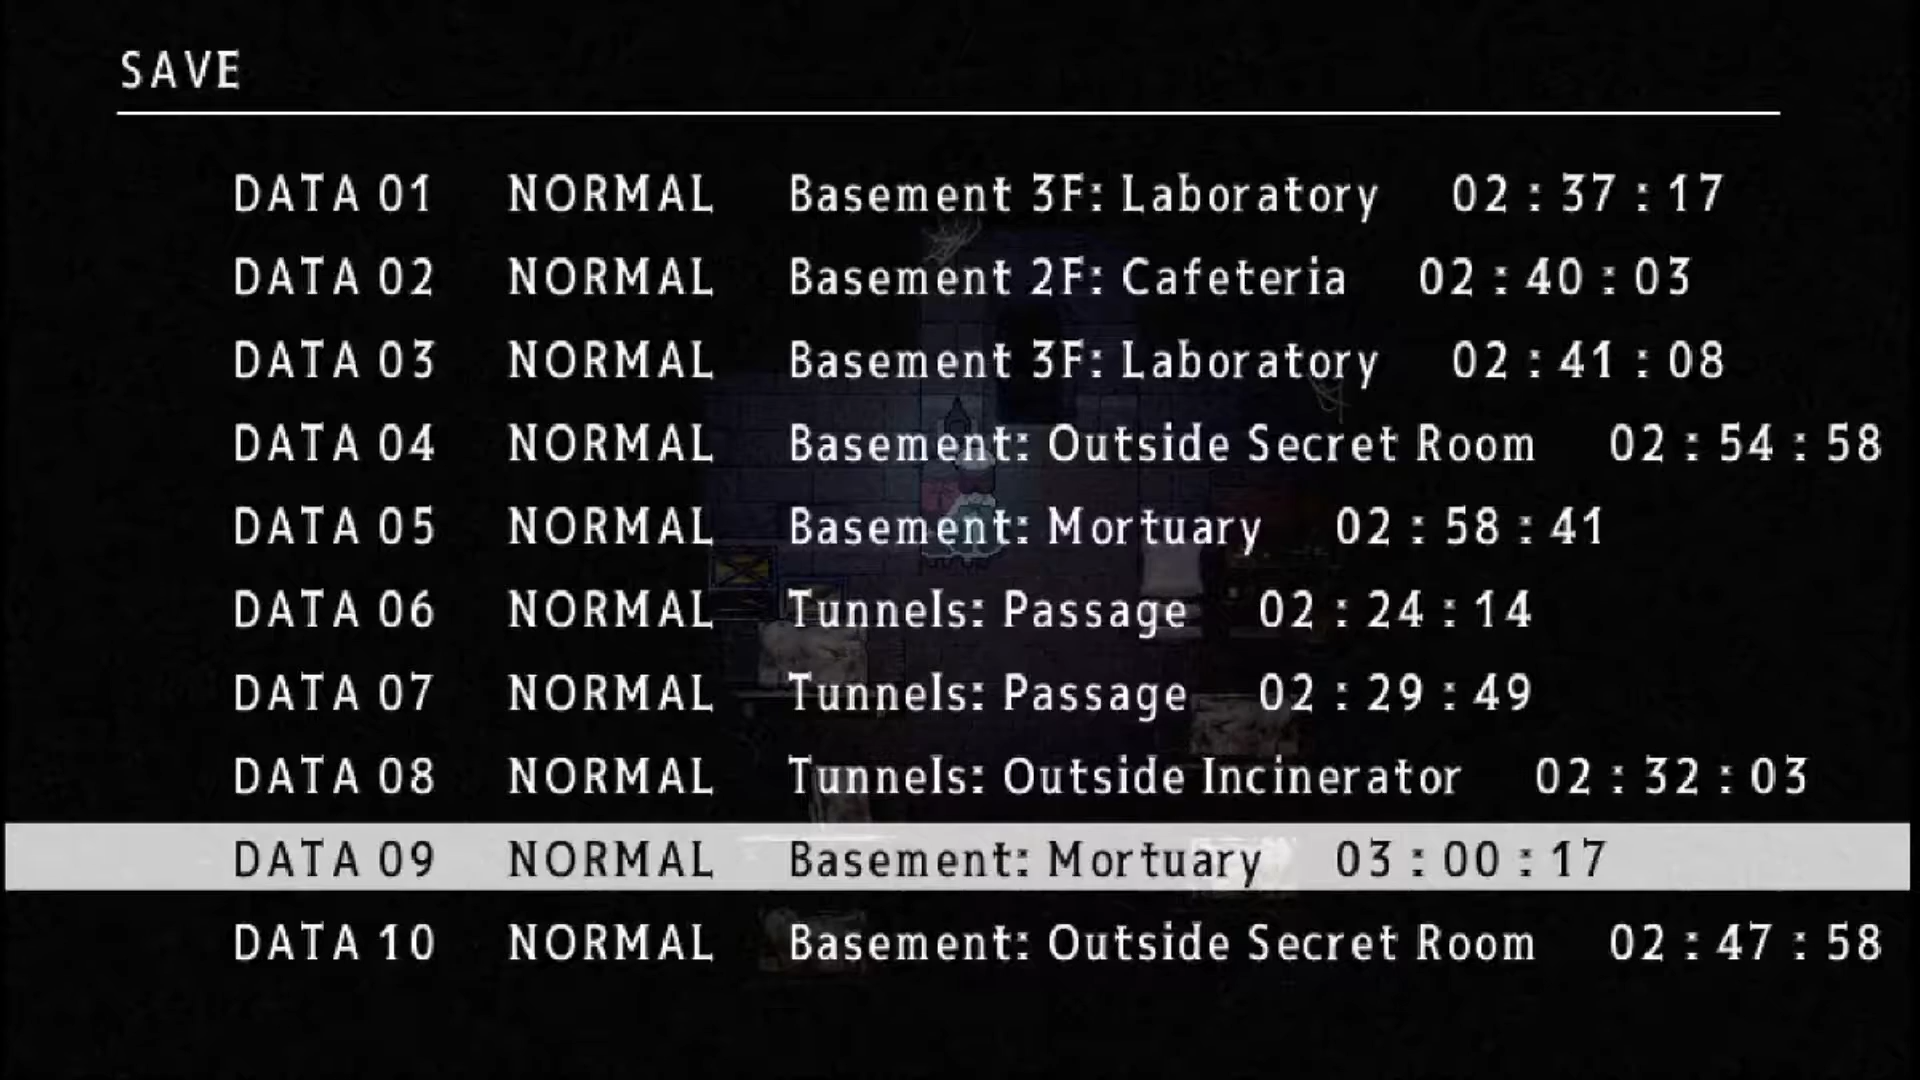 SAVE
DATA 01 NORMAL Basement 3F: Laboratory 02 : 37 : 17
DATA 02 NORMAL Basement 2F: Cafeteria 02 : 40 : 03
DATA 03 NORMAL Basement 3F: Laboratory 02 : 41 : 08
DATA 04 NORMAL Basement: Outside Secret Room 02 : 54 : 58
DATA 05 NORMAL Basement: Mortuary 02 : 58 : 41
DATA 06 NORMAL Tunnels: Passage 02 : 24 : 14
DATA 07 NORMAL Tunnels: Passage 02 : 29 : 49
DATA 08 NORMAL Tunnels: Outside Incinerator 02 : 32 : 03
DATA 09 NORMAL Basement: Mortuary 03 : 00 : 17
DATA 10 NORMAL Basement: Outside Secret Room 02 : 47 : 58